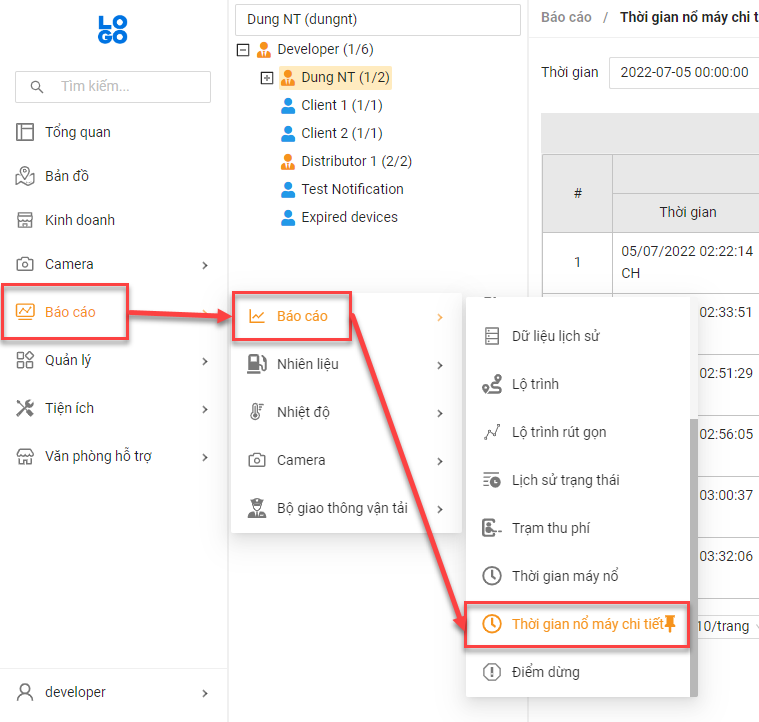 LOGO
Tìm kiếm...
Tổng quan
Bản đồ
Kinh doanh
Camera
Báo cáo
Quản lý
Tiện ích
Văn phòng hỗ trợ
developer
Dung NT (dungnt)
Developer (1/6)
Dung NT (1/2)
Client 1 (1/1)
Client 2 (1/1)
Distributor 1 (2/2)
Test Notification
Expired devices
Báo cáo
Nhiên liệu
Nhiệt độ
Camera
Bộ giao thông vận tải
Dữ liệu lịch sử
Lộ trình
Lộ trình rút gọn
Lịch sử trạng thái
Trạm thu phí
Thời gian máy nổ
Thời gian nổ máy chi tiết
Điểm dừng
Báo cáo / Thời gian nổ máy chi t
Thời gian 2022-07-05 00:00:00
#
Thời gian
1
05/07/2022 02:22:14
CH
02:33:51
02:51:29
02:56:05
03:00:37
03:32:06
10/trang